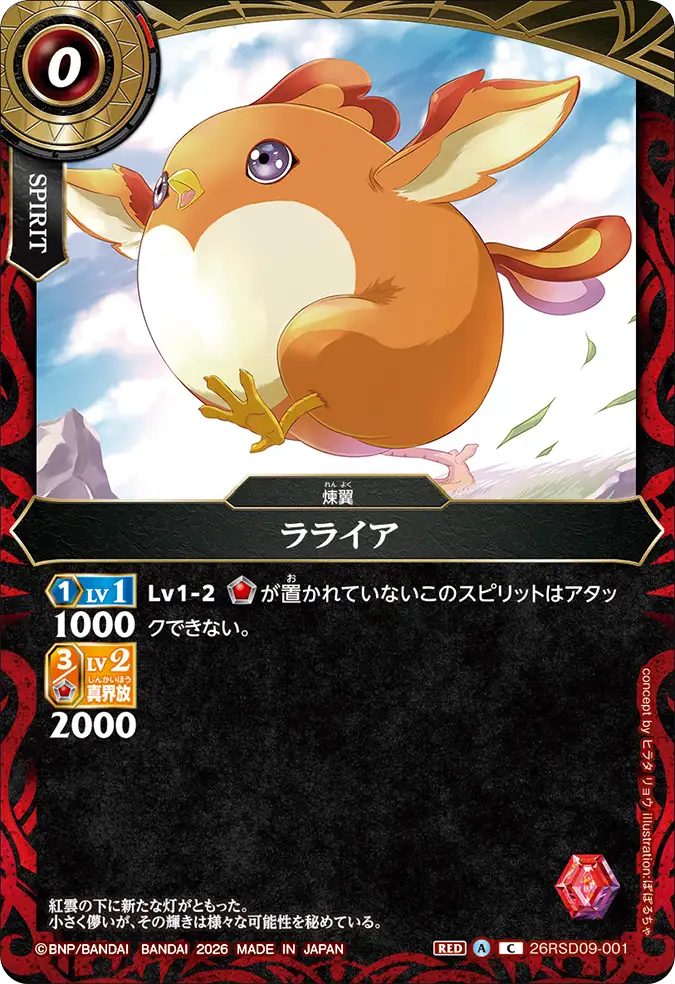 0
SPIRIT
れん よく
煉翼
ラライア
1 LV1
1000
3 LV2
しんかいほう
真界放
2000
Lv1-2 が置かれていないこのスピリットはアタッ
お
クできない。
concept by ヒラタ リョウ illustration:ぱぱるちゃ
紅雲の下に新たな灯がともった。
小さく儚いが、その輝きは様々な可能性を秘めている。
©BNP/BANDAI BANDAI 2026 MADE IN JAPAN
RED A C 26RSD09-001